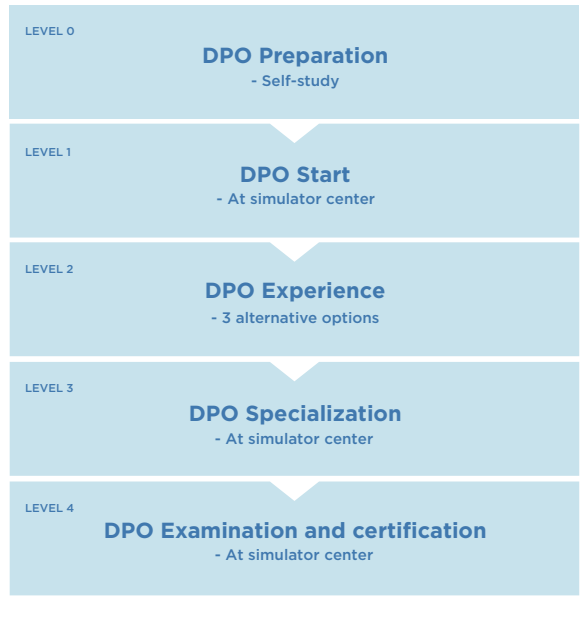 LEVEL 0
DPO Preparation
- Self-study
LEVEL 1
DPO Start
- At simulator center
LEVEL 2
DPO Experience
- 3 alternative options
LEVEL 3
DPO Specialization
- At simulator center
LEVEL 4
DPO Examination and certification
- At simulator center